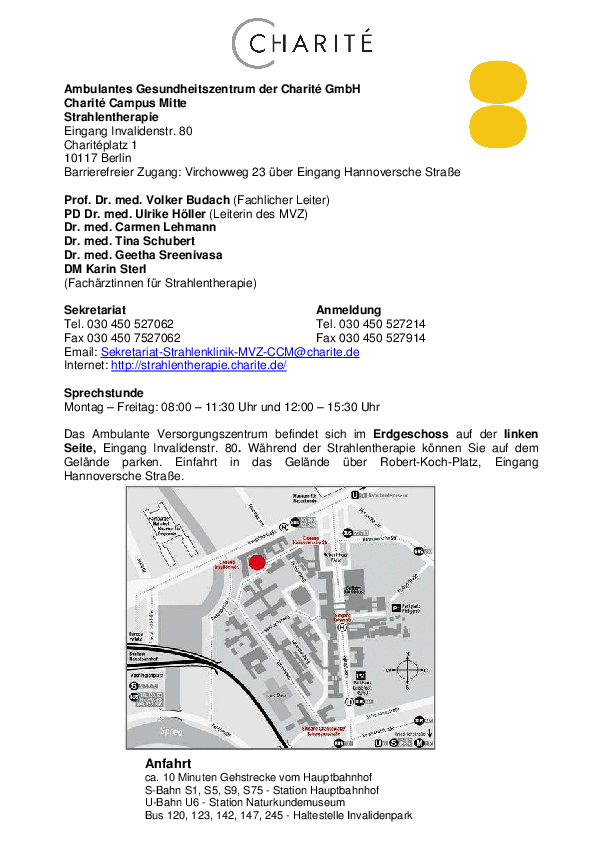 CHARITÉ
Ambulantes Gesundheitszentrum der Charité GmbH
Charité Campus Mitte
Strahlentherapie
Eingang Invalidenstr. 80
Charitéplatz 1
10117 Berlin
Barrierefreier Zugang: Virchowweg 23 über Eingang Hannoversche Straße
Prof. Dr. med. Volker Budach (Fachlicher Leiter)
PD Dr. med. Ulrike Höller (Leiterin des MVZ)
Dr. med. Carmen Lehmann
Dr. med. Tina Schubert
Dr. med. Geetha Sreenivasa
DM Karin Sterl
(Fachärztinnen für Strahlentherapie)
Sekretariat
Tel. 030 450 527062
Fax 030 450 7527062
Anmeldung
Tel. 030 450 527214
Fax 030 450 527914
Email: Sekretariat-Strahlenklinik-MVZ-CCM@charite.de
Internet: http://strahlentherapie.charite.de/
Sprechstunde
Montag – Freitag: 08:00 – 11:30 Uhr und 12:00 – 15:30 Uhr
Das Ambulante Versorgungszentrum befindet sich im Erdgeschoss auf der linken
Seite, Eingang Invalidenstr. 80. Während der Strahlentherapie können Sie auf dem
Gelände parken. Einfahrt in das Gelände über Robert-Koch-Platz, Eingang
Hannoversche Straße.
Museum für
Naturkunde
Spree
Anfahrt
ca. 10 Minuten Gehstrecke vom Hauptbahnhof
S-Bahn S1, S5, S9, S75 - Station Hauptbahnhof
U-Bahn U6 - Station Naturkundemuseum
Bus 120, 123, 142, 147, 245 - Haltestelle Invalidenpark